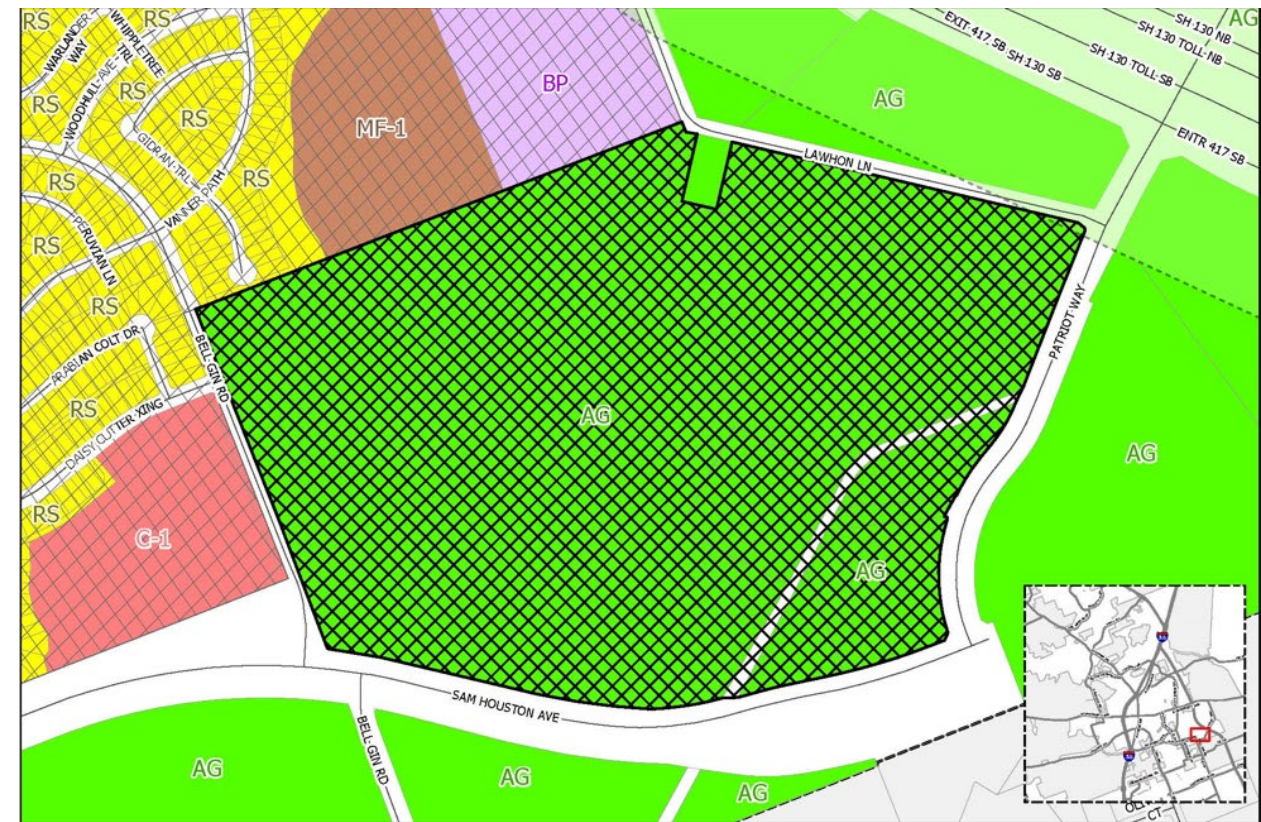 RS
RS
WARLANDER
WAY
WHIPPLETREE
TRL
WOODHULL AVE
RS
RS
RS
GIDRAN TRL
RS
RS
VANNER PATH
PERUVIAN LN
RS
RS
ARABIAN COLT DR
RS
DAISY CUTTER XING
RS
C-1
MF-1
BP
AG
AG
EXIT 417 SB
SH 130 SB
SH 130 NB
SH 130 TOLL NB
SH 130 TOLL SB
ENTR 417 SB
LAWHON LN
PATRIOT WAY
BELL GIN RD
AG
AG
AG
SAM HOUSTON AVE
BELL GIN RD
AG
AG
AG
CT